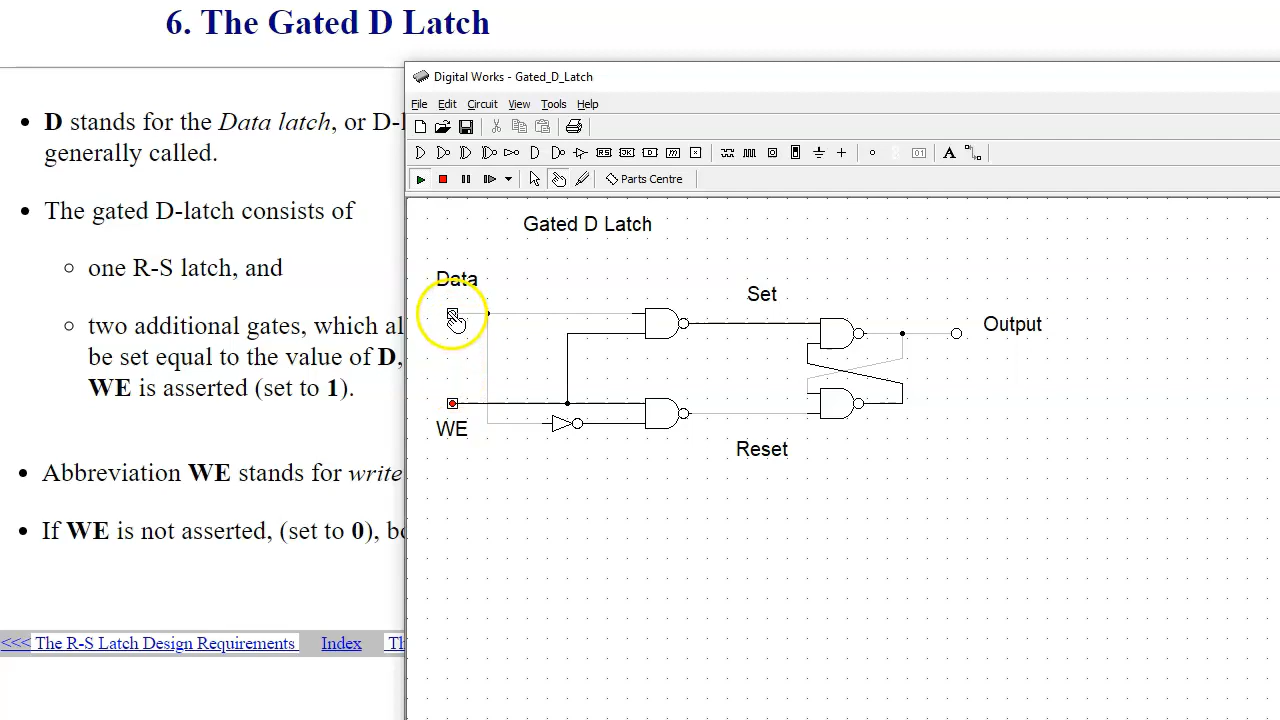 6. The Gated D Latch
Digital Works - Gated_D_Latch
File Edit Circuit View Tools Help
Parts Centre
D stands for the Data latch, or D-l
generally called.
The gated D-latch consists of
one R-S latch, and
two additional gates, which al
be set equal to the value of D,
WE is asserted (set to 1).
Abbreviation WE stands for write
If WE is not asserted, (set to 0), bo
<<< The R-S Latch Design Requirements Index Th
Gated D Latch
Data
Set
Output
WE
Reset